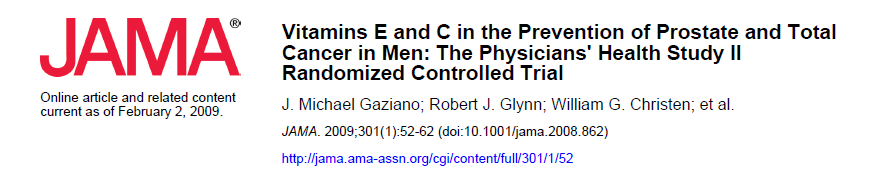 JAMA®
Online article and related content
current as of February 2, 2009.
Vitamins E and C in the Prevention of Prostate and Total
Cancer in Men: The Physicians' Health Study II
Randomized Controlled Trial
J. Michael Gaziano; Robert J. Glynn; William G. Christen; et al.
JAMA. 2009;301(1):52-62 (doi:10.1001/jama.2008.862)
http://jama.ama-assn.org/cgi/content/full/301/1/52